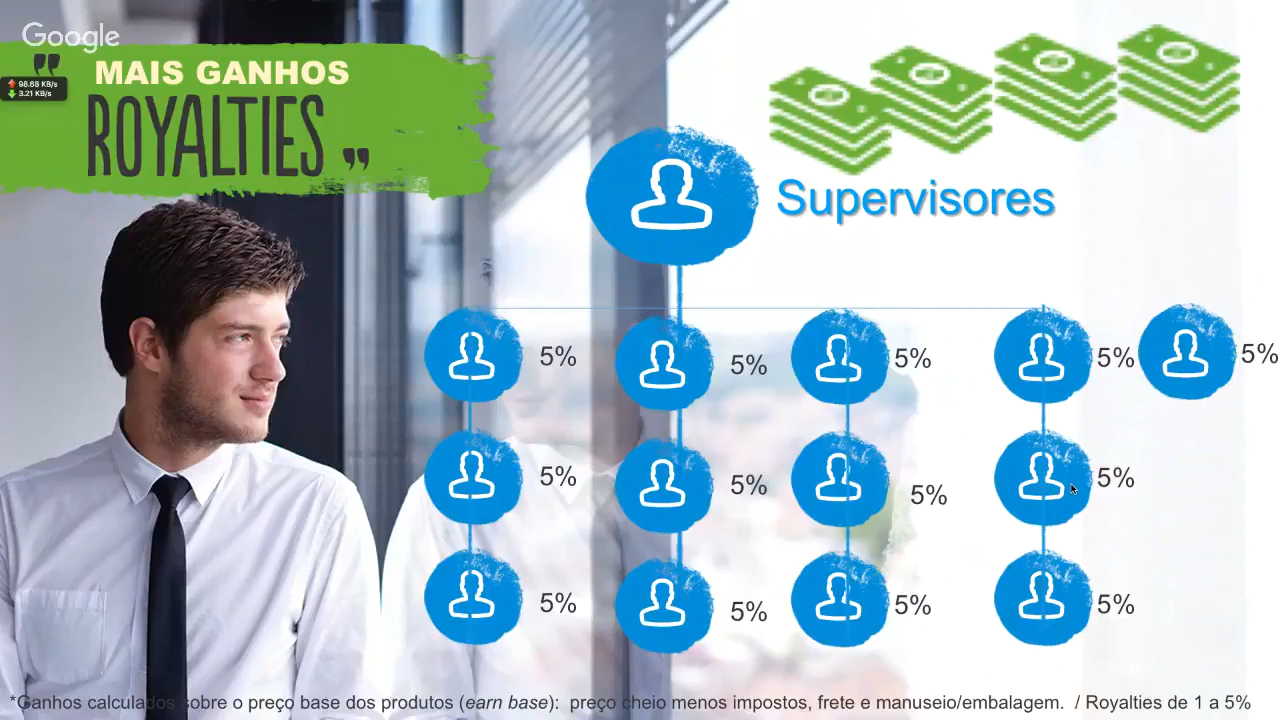 Google
MAIS GANHOS
98.68 KB/s
3.21 KB/s
ROYALTIES
Supervisores
5% 5% 5% 5% 5%
5% 5% 5% 5%
5% 5% 5% 5%
*Ganhos calculados sobre o preço base dos produtos (earn base): preço cheio menos impostos, frete e manuseio/embalagem. / Royalties de 1 a 5%